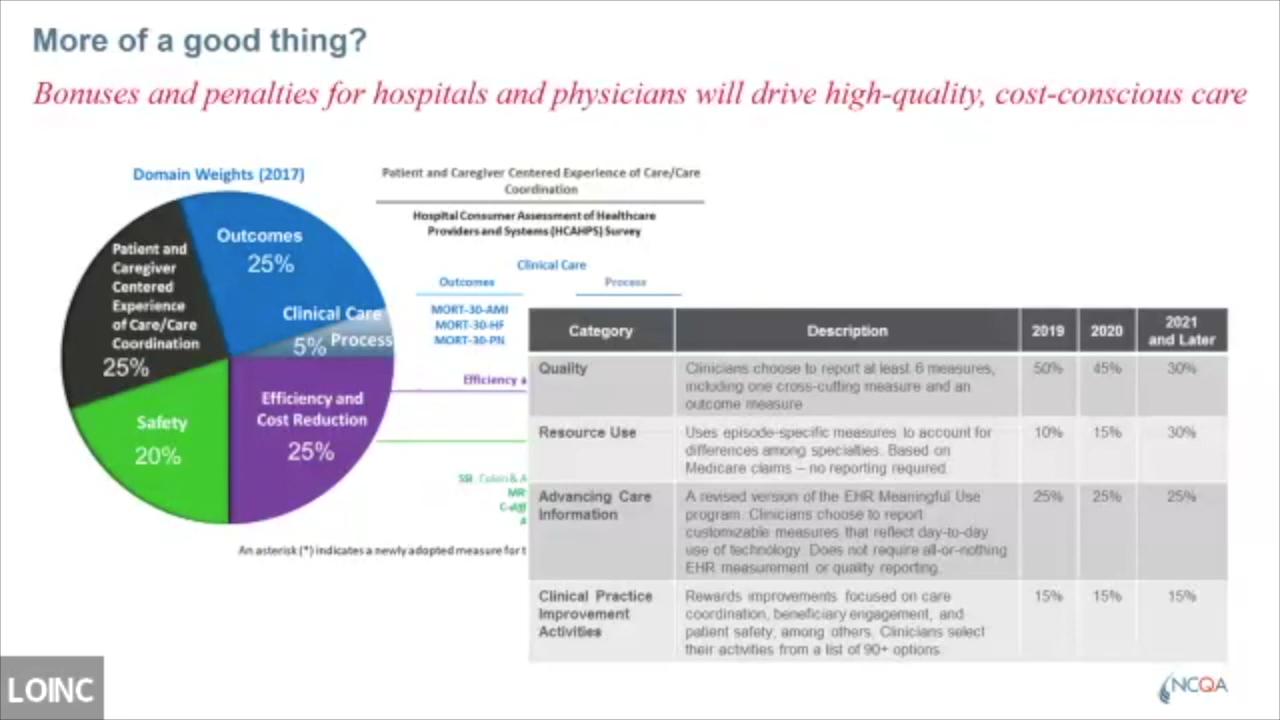 More of a good thing?
Bonuses and penalties for hospitals and physicians will drive high-quality, cost-conscious care
Domain Weights (2017)
Outcomes
25%
Clinical Care
Process
5%
Patient and
Caregiver
Centered
Experience
of Care/Care
Coordination
25%
Safety
20%
Efficiency and
Cost Reduction
25%
Patient and Caregiver Centered Experience of Care/Care
Coordination
Hospital Consumer Assessment of Healthcare
Providers and Systems (HCAHPS) Survey
Clinical Care
Outcomes Process
MORT-30-AMI
MORT-30-HF
MORT-30-PN
Efficiency a
SSI Colon &
MR
An asterisk (*) indicates a newly adopted measure for
Category Description 2019 2020 2021 and Later
Quality Clinicians choose to report at least 6 measures, 50% 45% 30%
including one cross-cutting measure and an
outcome measure
Resource Use Uses episode-specific measures to account for 10% 15% 30%
differences among specialties. Based on
Medicare claims – no reporting required.
Advancing Care A revised version of the EHR Meaningful Use 25% 25% 25%
Information program. Clinicians choose to report
customizable measures that reflect day-to-day
use of technology. Does not require all-or-nothing
EHR measurement or quality reporting.
Clinical Practice Rewards improvements focused on care 15% 15% 15%
Improvement coordination, beneficiary engagement, and
Activities patient safety, among others. Clinicians select
their activities from a list of 90+ options.
LOINC
NCQA